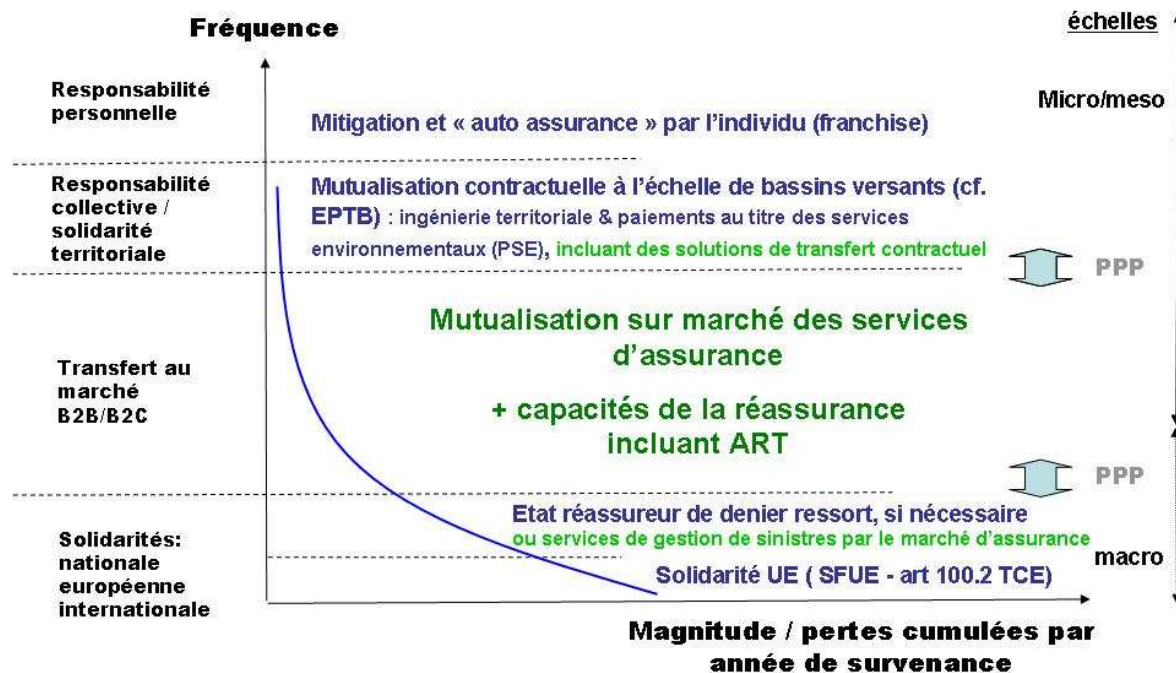 Fréquence
échelles
Responsabilité
personnelle
Micro/meso
Mitigation et « auto assurance » par l'individu (franchise)
Responsabilité
collective /
solidarité
territoriale
Mutualisation contractuelle à l'échelle de bassins versants (cf.
EPTB) : ingénierie territoriale & paiements au titre des services
environnementaux (PSE), incluant des solutions de transfert contractuel
PPP
Transfert au
marché
B2B/B2C
Mutualisation sur marché des services
d'assurance
+ capacités de la réassurance
incluant ART
PPP
Solidarités:
nationale
européenne
internationale
Etat réassureur de denier ressort, si nécessaire
ou services de gestion de sinistres par le marché d'assurance
macro
Solidarité UE ( SFUE - art 100.2 TCE)
Magnitude / pertes cumulées par
année de survenance